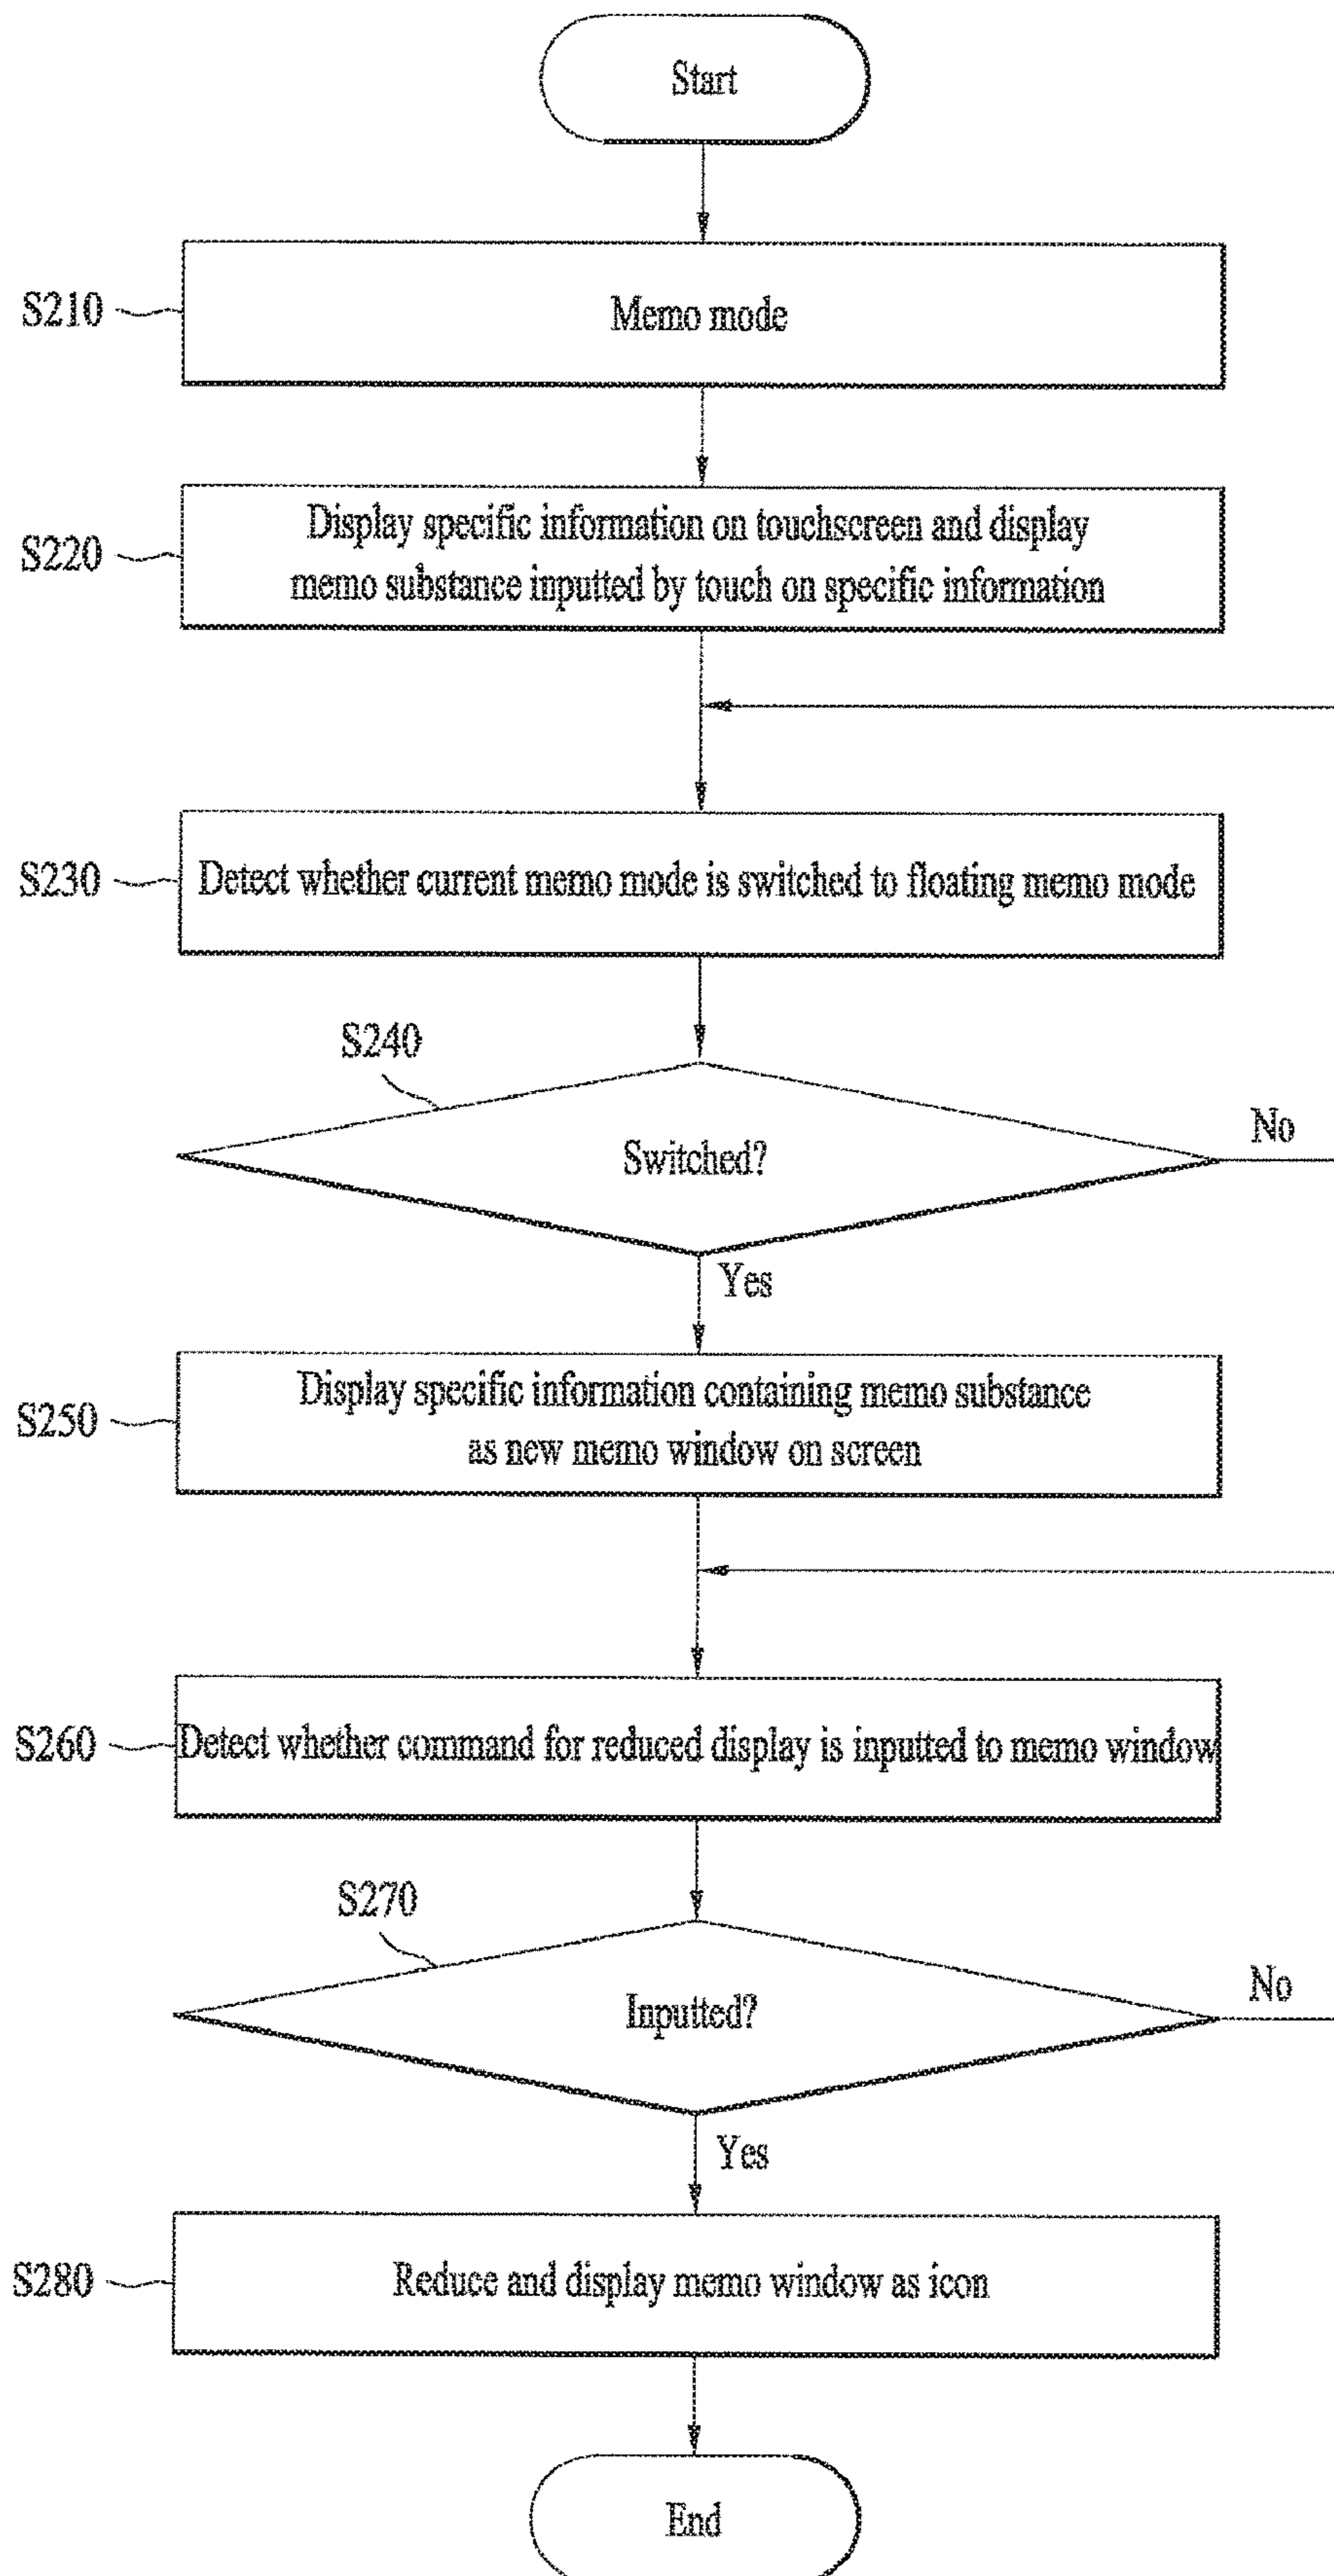 Start
S210
Memo mode
S220
Display specific information on touchscreen and display
memo substance inputted by touch on specific information
S230
Detect whether current memo mode is switched to floating memo mode
S240
Switched?
No
Yes
S250
Display specific information containing memo substance
as new memo window on screen
S260
Detect whether command for reduced display is inputted to memo window
S270
Inputted?
No
Yes
S280
Reduce and display memo window as icon
End